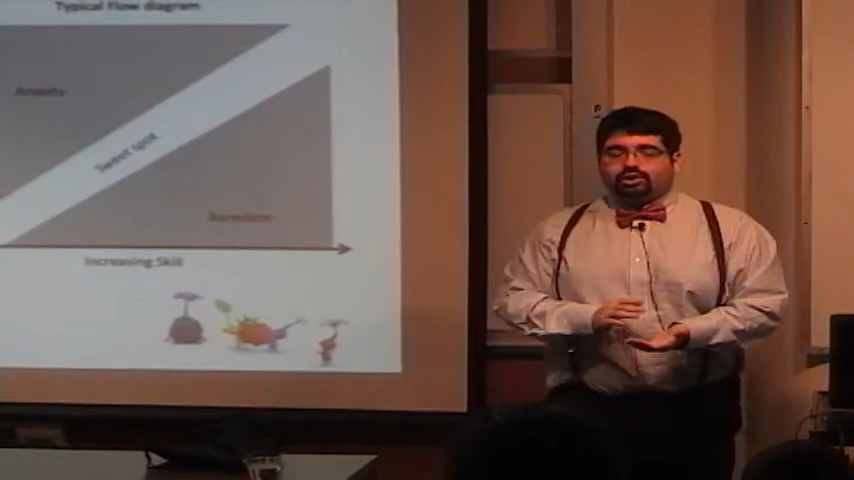 Typical Flow diagram
Anxiety
Sweet spot
Boredom
Increasing Skill